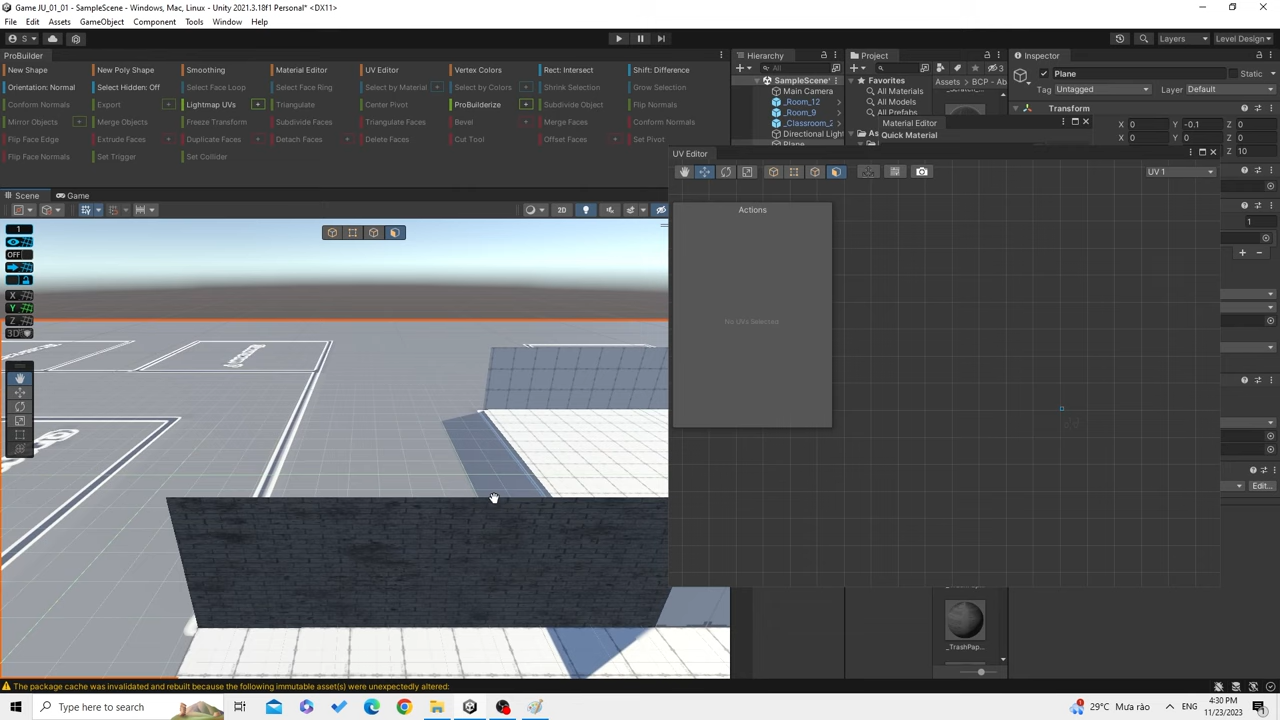 Game JU_01_01 - SampleScene - Windows, Mac, Linux - Unity 2021.3.18f1 Personal* <DX11>
File Edit Assets GameObject Component Tools Window Help
S Layers Level Design
ProBuilder Hierarchy Project Inspector
New Shape New Poly Shape Smoothing Material Editor UV Editor Vertex Colors Rect: Intersect Shift: Difference
Orientation: Normal Select Hidden: Off Select Face Loop Select Face Ring Select by Material Select by Colors Shrink Selection Grow Selection
Conform Normals Export Lightmap UVs Triangulate Center Pivot ProBuilderize Subdivide Object Flip Normals
Mirror Objects Merge Objects Freeze Transform Subdivide Faces Triangulate Faces Bevel Merge Faces Conform Normals
Flip Face Edge Extrude Faces Duplicate Faces Detach Faces Delete Faces Cut Tool Offset Faces Set Pivot
Flip Face Normals Set Trigger Set Collider
All
SampleScene*
Main Camera
_Room_12
_Room_9
_Classroom_2
Directional Light
Plane
Favorites
All Materials
All Models
All Prefabs
Assets > BCP - As
Plane Static
Tag Untagged Layer Default
Transform
X 0 Y -0.1 Z 0
X 0 Y 0 Z 0
Z 10
Material Editor
Quick Material
UV Editor
UV 1
Actions
No UVs Selected
Scene Game
2D
1
OFF
X
Y
Z
3D
1
Edit...
_TrashPap...
The package cache was invalidated and rebuilt because the following immutable asset(s) were unexpectedly altered:
Type here to search
29°C Mưa rào
4:30 PM
11/23/2023